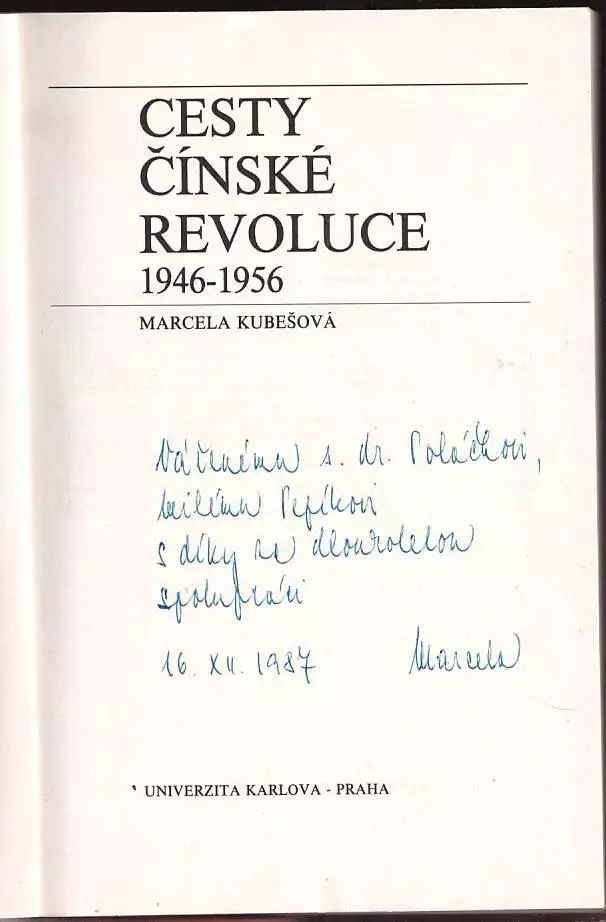 CESTY
ČÍNSKÉ
REVOLUCE
1946-1956
MARCELA KUBEŠOVÁ
Váženému s. dr. Poláčkovi,
milému Pepíkovi
s díky za dlouholetou
spolupráci
16. XII. 1987 Marcela
UNIVERZITA KARLOVA - PRAHA